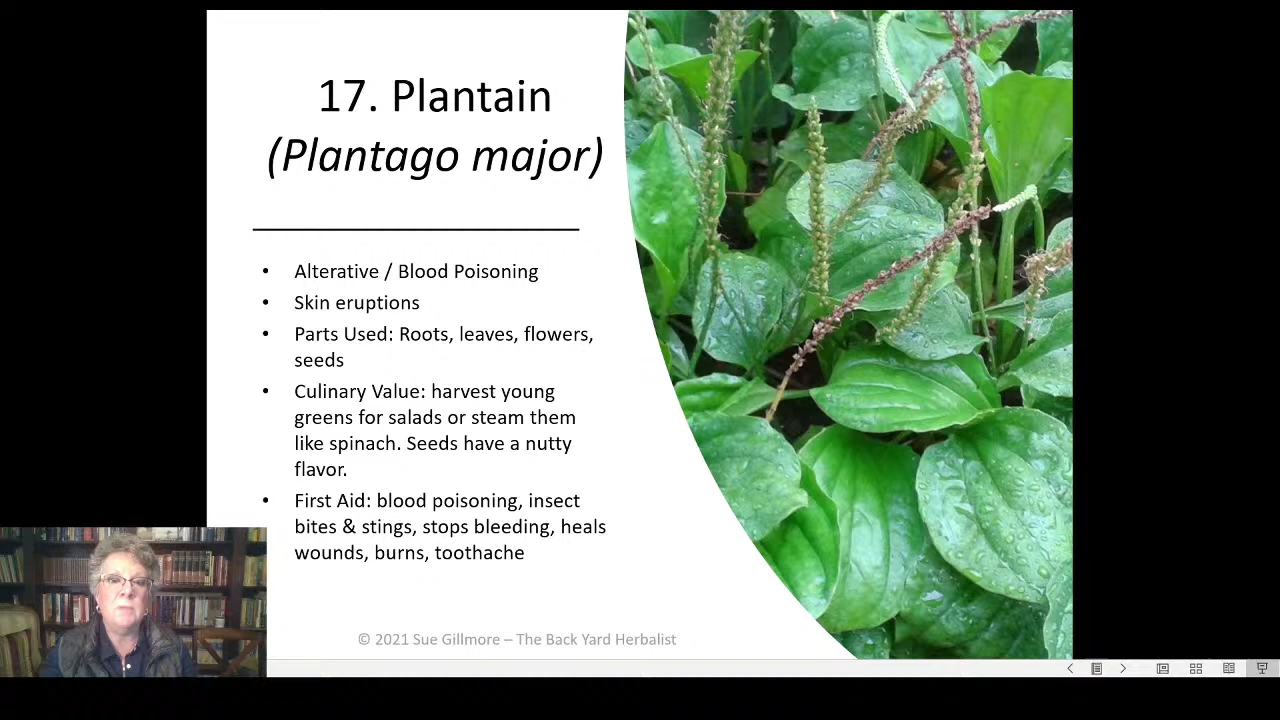 17. Plantain
(Plantago major)
• Alterative / Blood Poisoning
• Skin eruptions
• Parts Used: Roots, leaves, flowers,
seeds
• Culinary Value: harvest young
greens for salads or steam them
like spinach. Seeds have a nutty
flavor.
• First Aid: blood poisoning, insect
bites & stings, stops bleeding, heals
wounds, burns, toothache
© 2021 Sue Gillmore – The Back Yard Herbalist